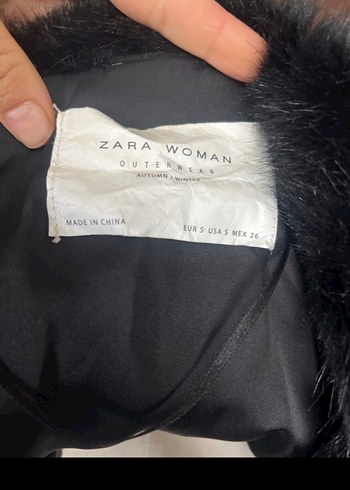 ZARA WOMAN
OUTERWEAR
AUTUMN / WINTER
MADE IN CHINA
EUR S USA S MEX 26